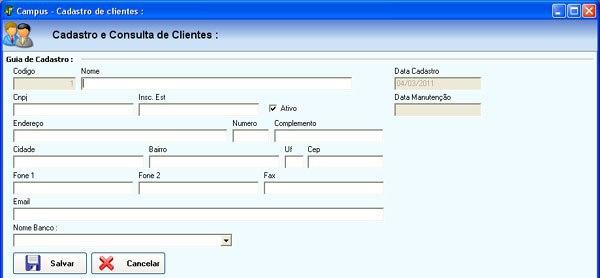 Campus - Cadastro de clientes :
Cadastro e Consulta de Clientes :
Guia de Cadastro :
Codigo Nome Data Cadastro
1 04/03/2011
Cnpj Insc. Est Ativo Data Manutenção
Endereço Numero Complemento
Cidade Bairro Uf Cep
Fone 1 Fone 2 Fax
Email
Nome Banco :
Salvar Cancelar